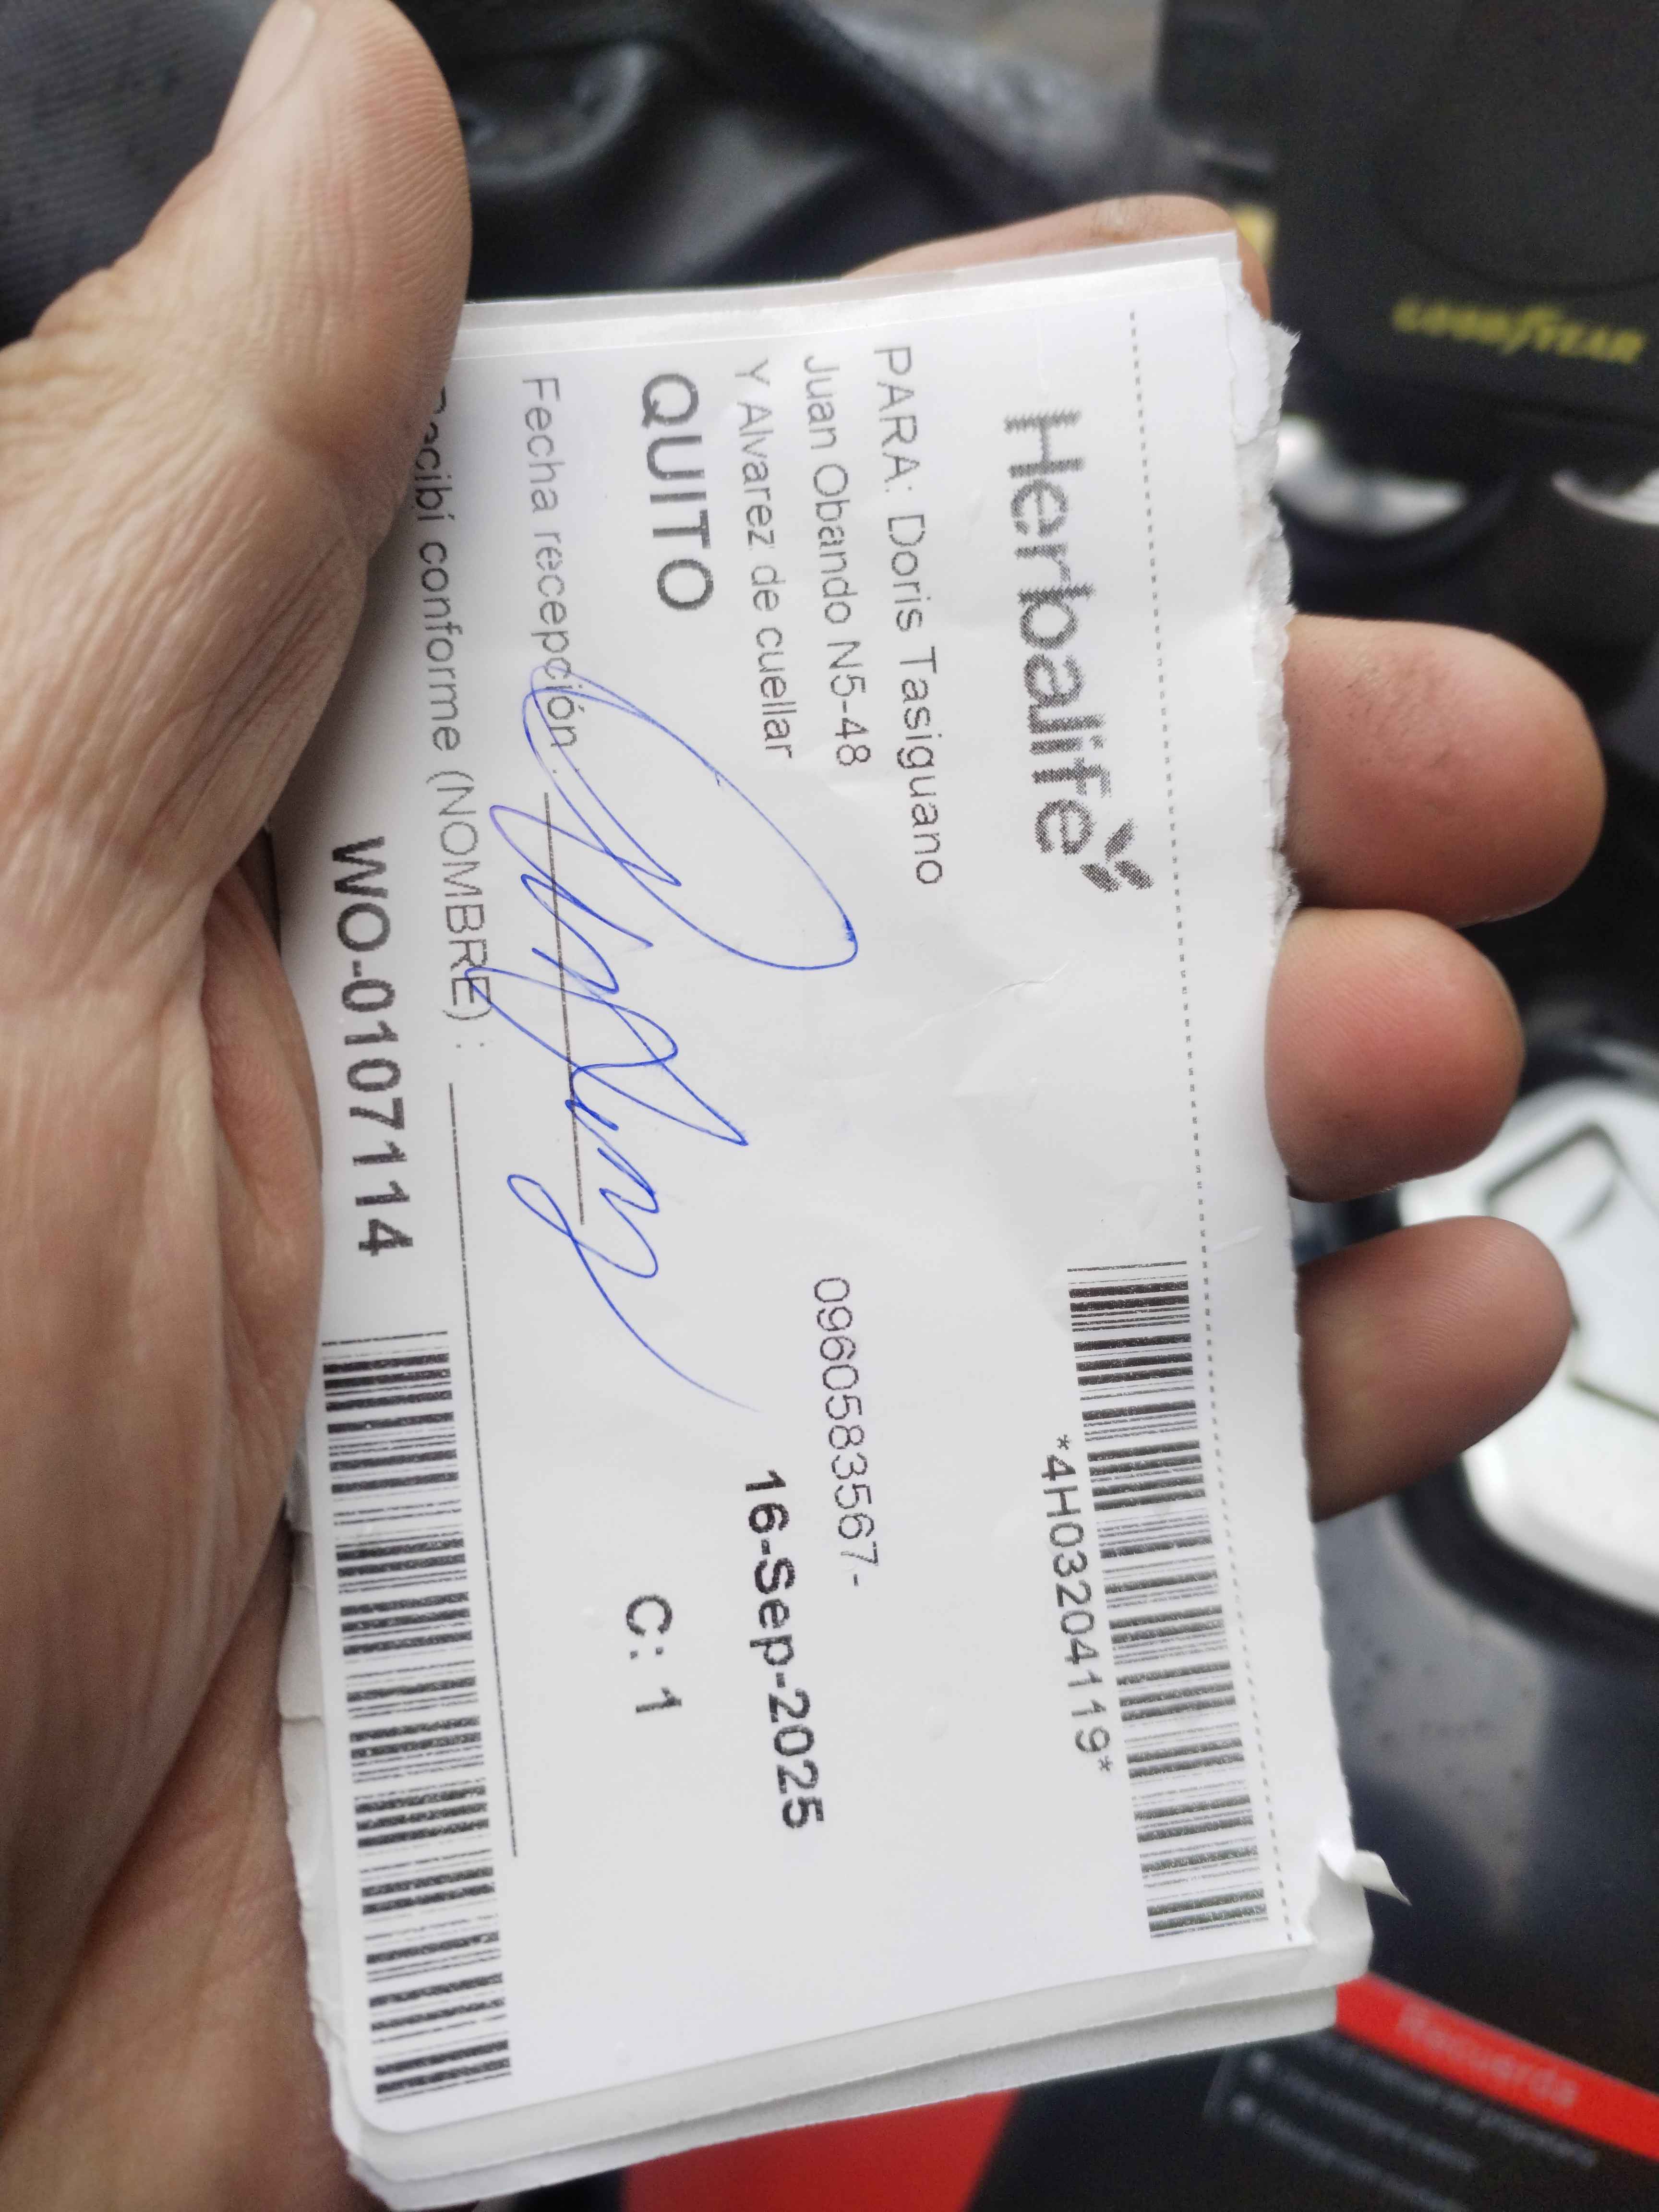 Herbalife
*4H03204119*
PARA: Doris Tasiguano
Juan Obando N5-48
0960583567-
Y Alvarez de cuellar
16-Sep-2025
QUITO
C: 1
Fecha recepción
Recibí conforme (NOMBRE) :
WO-0107114
GOODYEAR
Recuerda